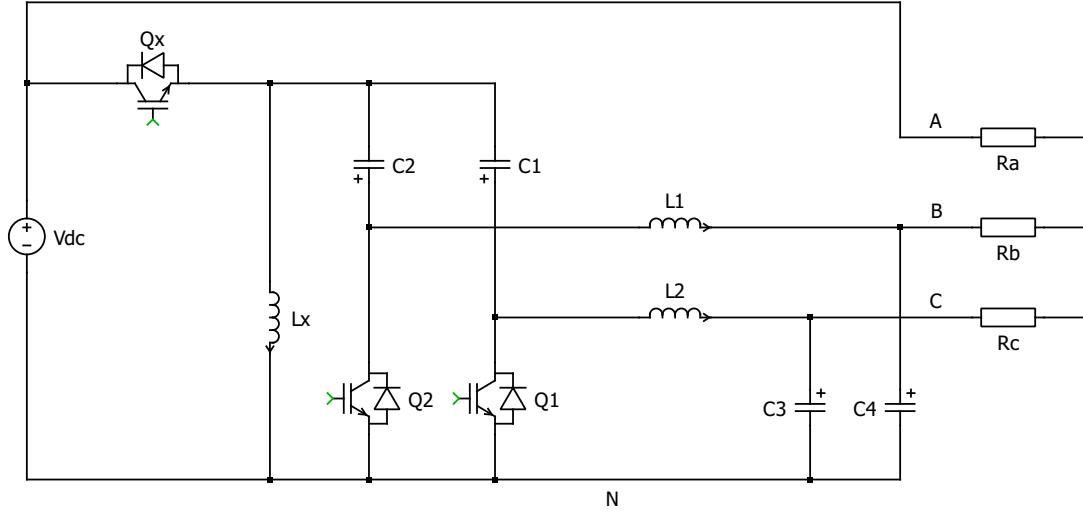 Qx
A
Ra
C2
C1
L1
B
Rb
+
−
Vdc
Lx
L2
C
Rc
Q2
Q1
C3
C4
+
+
+
+
N